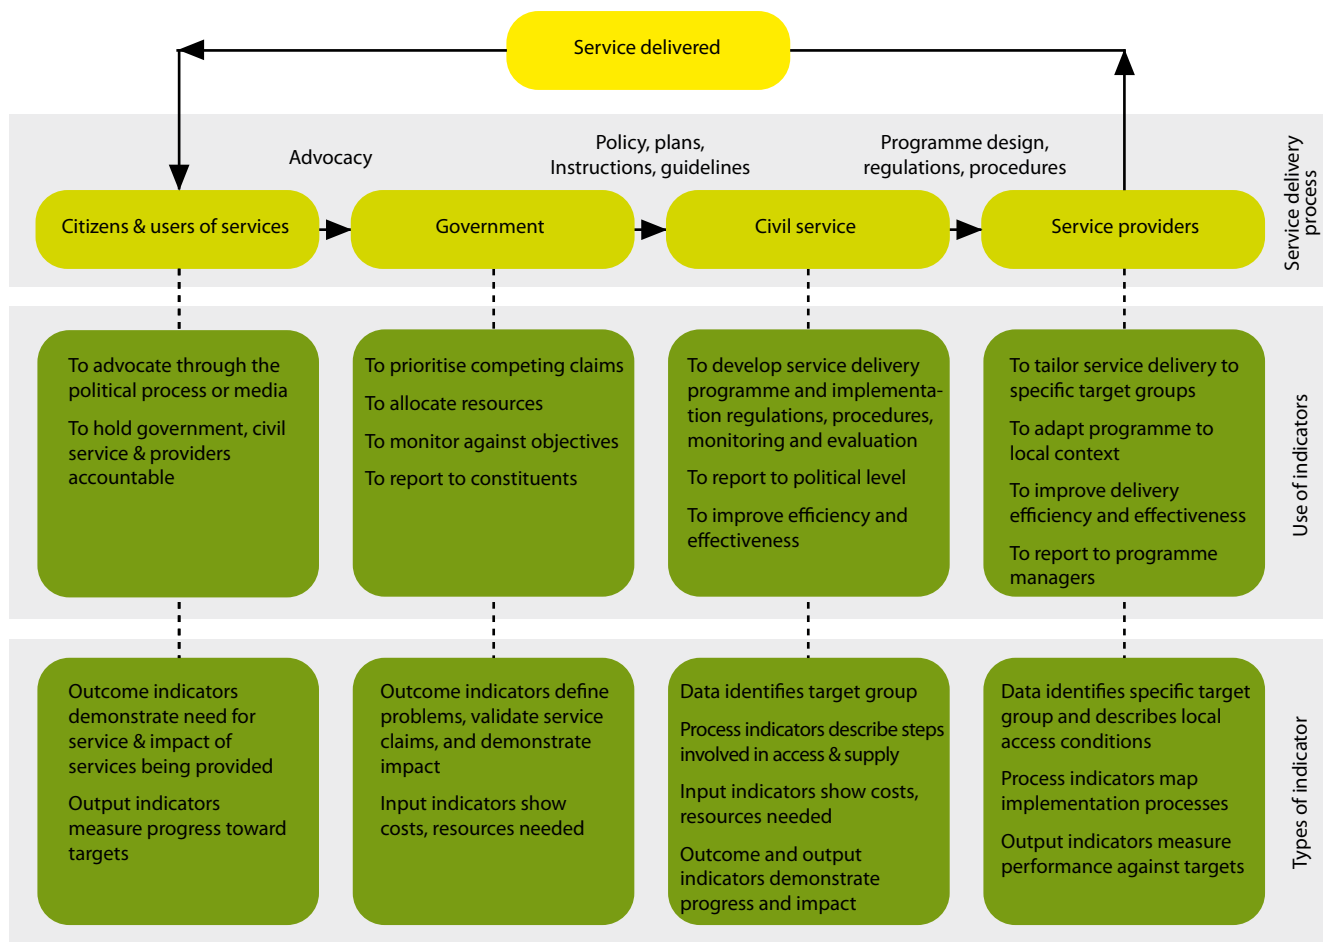 Service delivered
Advocacy
Policy, plans,
Instructions, guidelines
Programme design,
regulations, procedures
Service delivery
process
Citizens & users of services
Government
Civil service
Service providers
To advocate through the
political process or media
To hold government, civil
service & providers
accountable
To prioritise competing claims
To allocate resources
To monitor against objectives
To report to constituents
To develop service delivery
programme and implementa-
tion regulations, procedures,
monitoring and evaluation
To report to political level
To improve efficiency and
effectiveness
To tailor service delivery to
specific target groups
To adapt programme to
local context
To improve delivery
efficiency and effectiveness
To report to programme
managers
Use of indicators
Outcome indicators
demonstrate need for
service & impact of
services being provided
Output indicators
measure progress toward
targets
Outcome indicators define
problems, validate service
claims, and demonstrate
impact
Input indicators show
costs, resources needed
Data identifies target group
Process indicators describe steps
involved in access & supply
Input indicators show costs,
resources needed
Outcome and output
indicators demonstrate
progress and impact
Data identifies specific target
group and describes local
access conditions
Process indicators map
implementation processes
Output indicators measure
performance against targets
Types of indicator